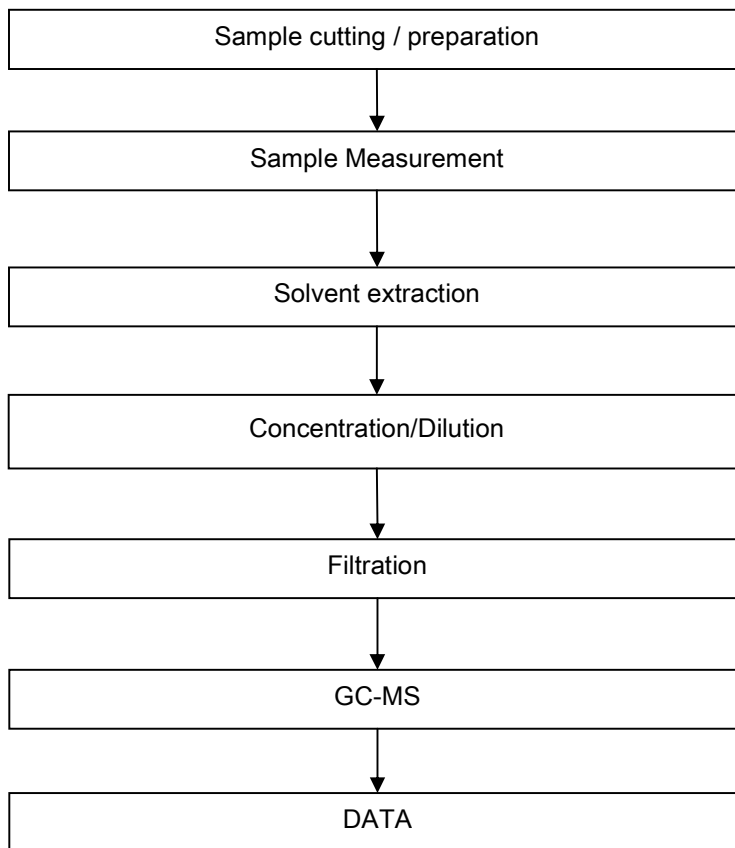 Sample cutting / preparation
Sample Measurement
Solvent extraction
Concentration/Dilution
Filtration
GC-MS
DATA